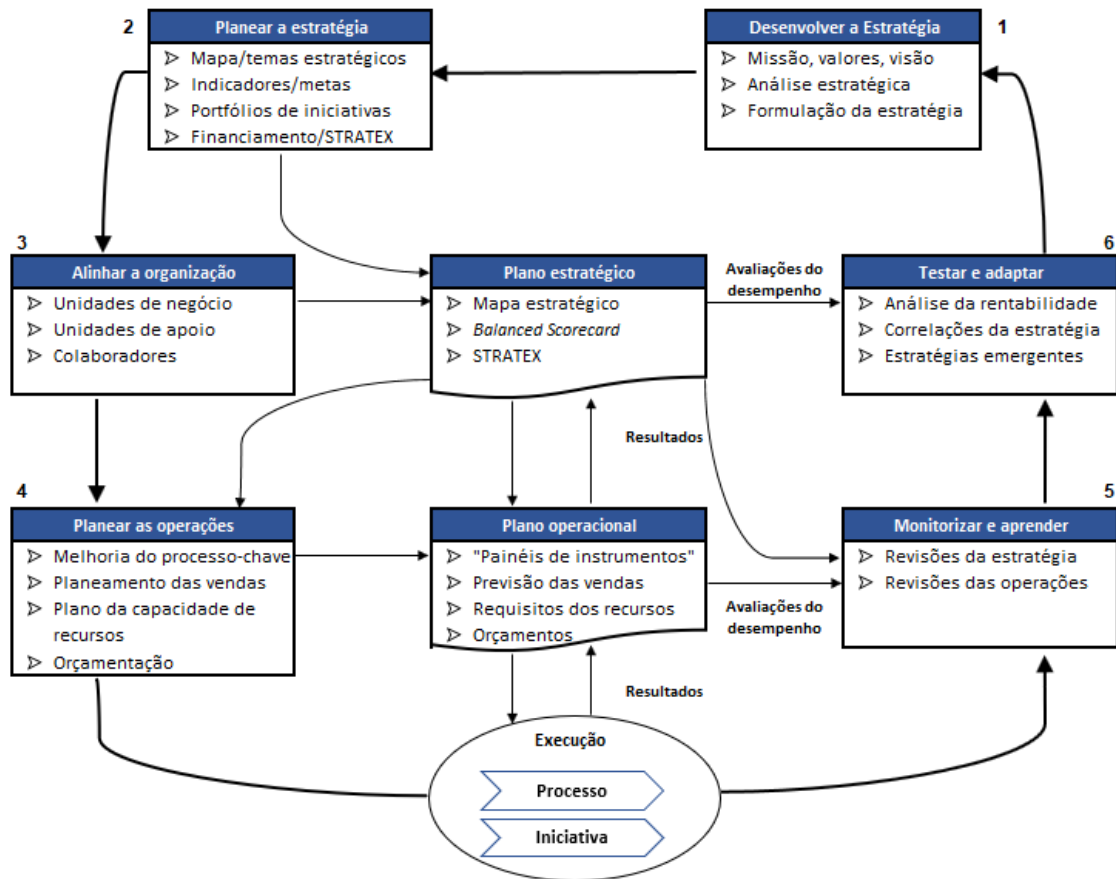 2
Planear a estratégia
Mapa/temas estratégicos
Indicadores/metas
Portfólios de iniciativas
Financiamento/STRATEX
Desenvolver a Estratégia
1
Missão, valores, visão
Análise estratégica
Formulação da estratégia
3
Alinhar a organização
Unidades de negócio
Unidades de apoio
Colaboradores
Plano estratégico
Mapa estratégico
Balanced Scorecard
STRATEX
Avaliações do
desempenho
6
Testar e adaptar
Análise da rentabilidade
Correlações da estratégia
Estratégias emergentes
Resultados
4
Planear as operações
Melhoria do processo-chave
Planeamento das vendas
Plano da capacidade de
recursos
Orçamentação
Plano operacional
"Painéis de instrumentos"
Previsão das vendas
Requisitos dos recursos
Orçamentos
Avaliações do
desempenho
5
Monitorizar e aprender
Revisões da estratégia
Revisões das operações
Resultados
Execução
Processo
Iniciativa